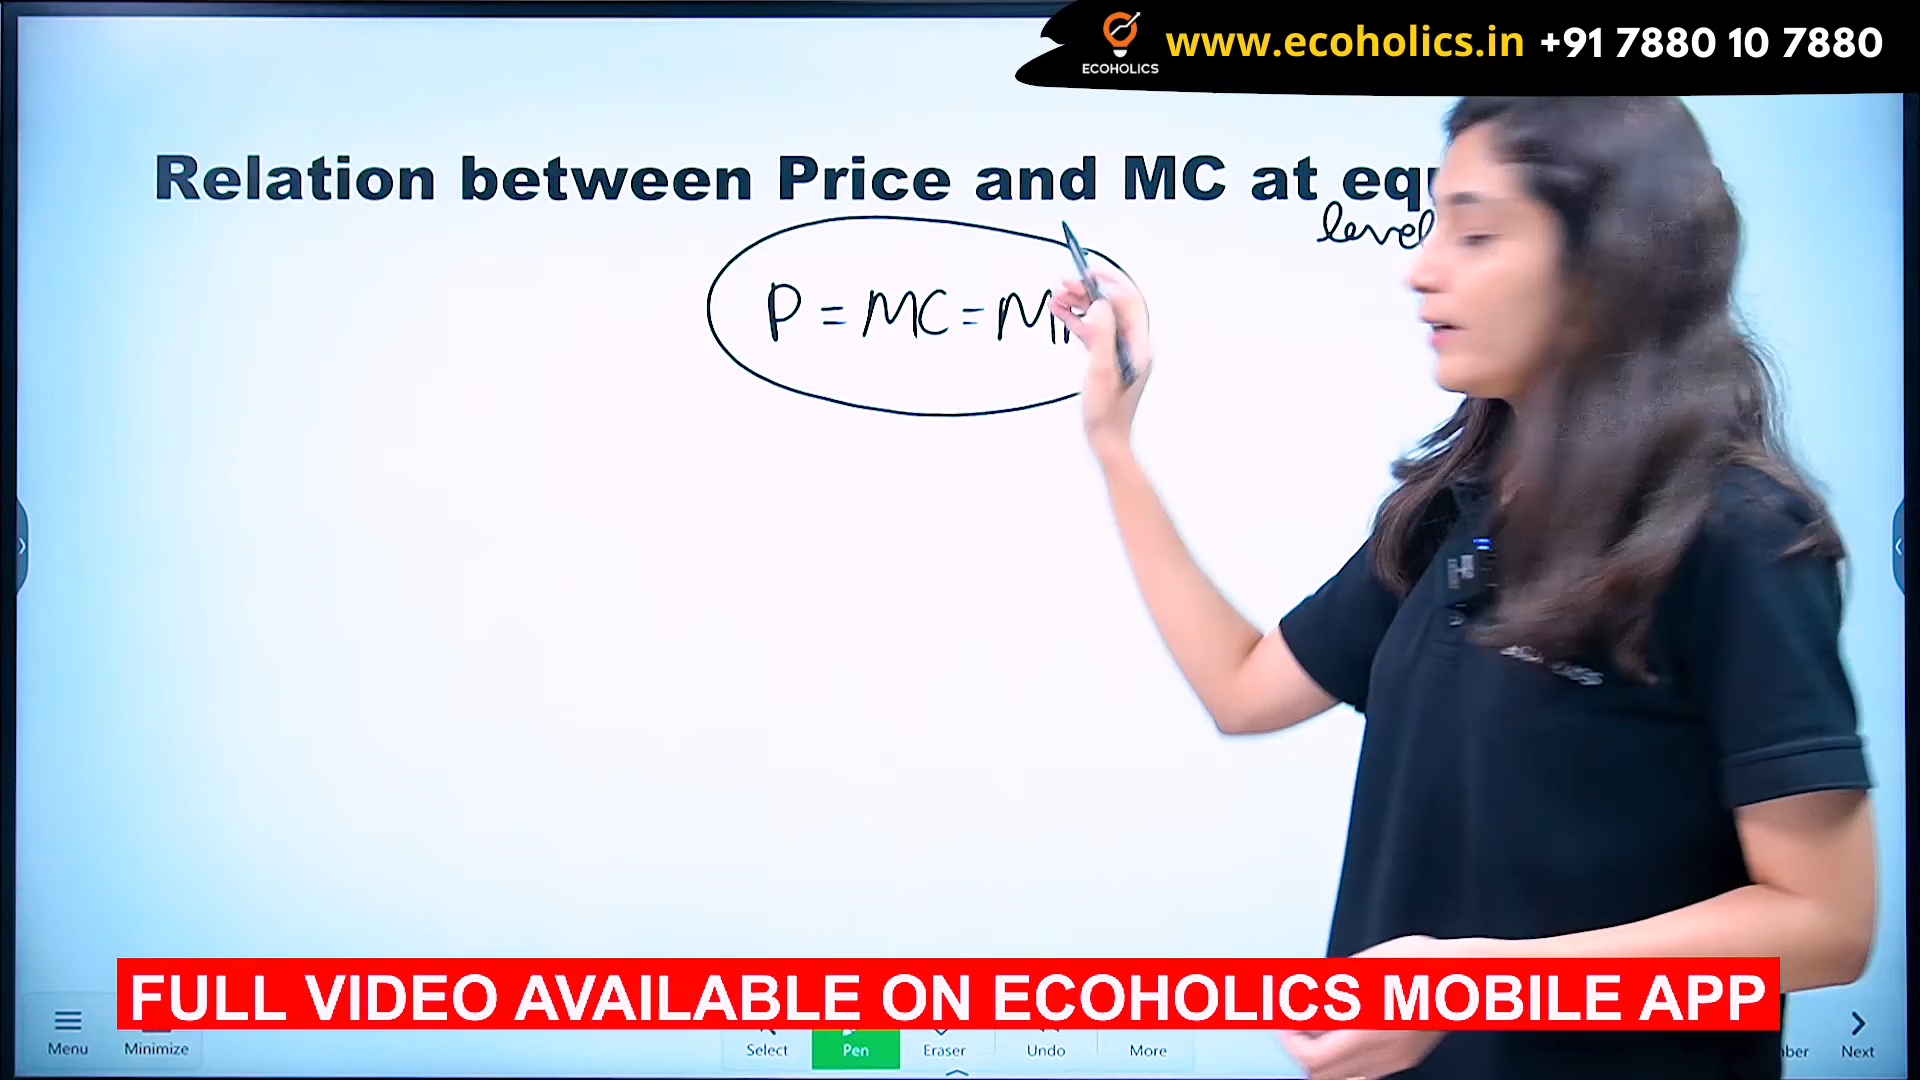 www.ecoholics.in +91 7880 10 7880
ECOHOLICS
Relation between Price and MC at
level
P = MC =
FULL VIDEO AVAILABLE ON ECOHOLICS MOBILE APP
Menu Minimize Select Pen Eraser Undo More Next